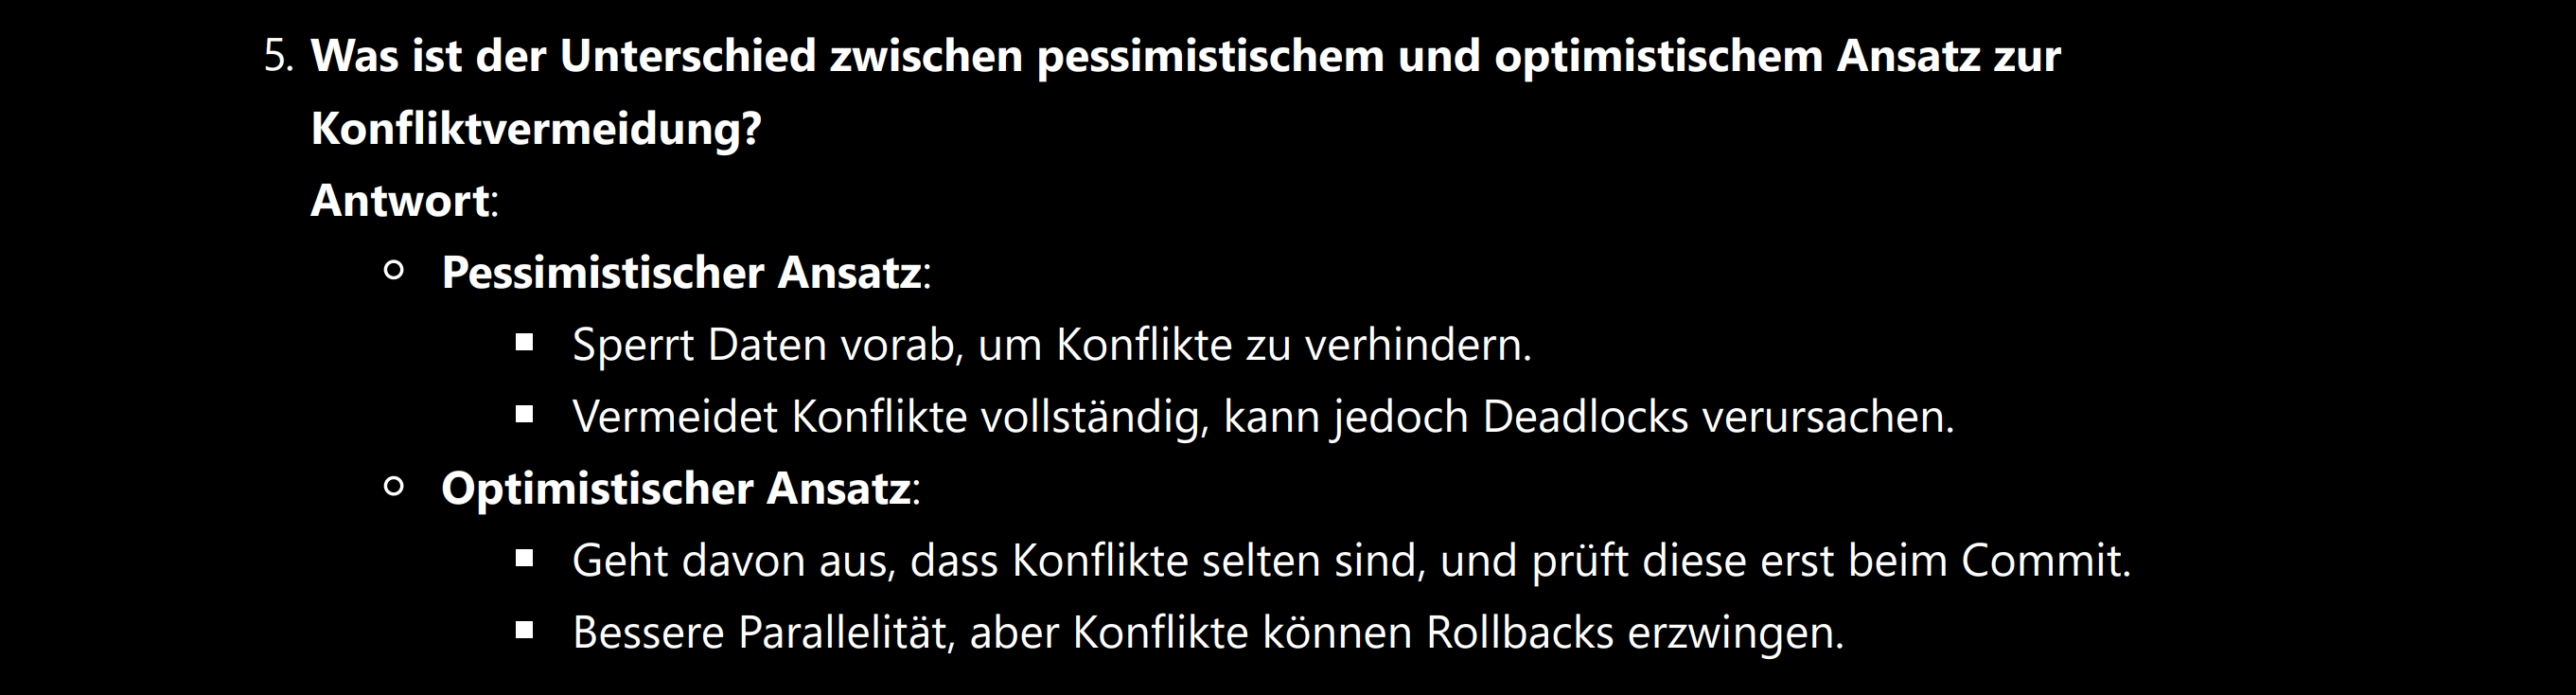 5. Was ist der Unterschied zwischen pessimistischem und optimistischem Ansatz zur
Konfliktvermeidung?
Antwort:
Pessimistischer Ansatz:
Sperrt Daten vorab, um Konflikte zu verhindern.
Vermeidet Konflikte vollständig, kann jedoch Deadlocks verursachen.
Optimistischer Ansatz:
Geht davon aus, dass Konflikte selten sind, und prüft diese erst beim Commit.
Bessere Parallelität, aber Konflikte können Rollbacks erzwingen.